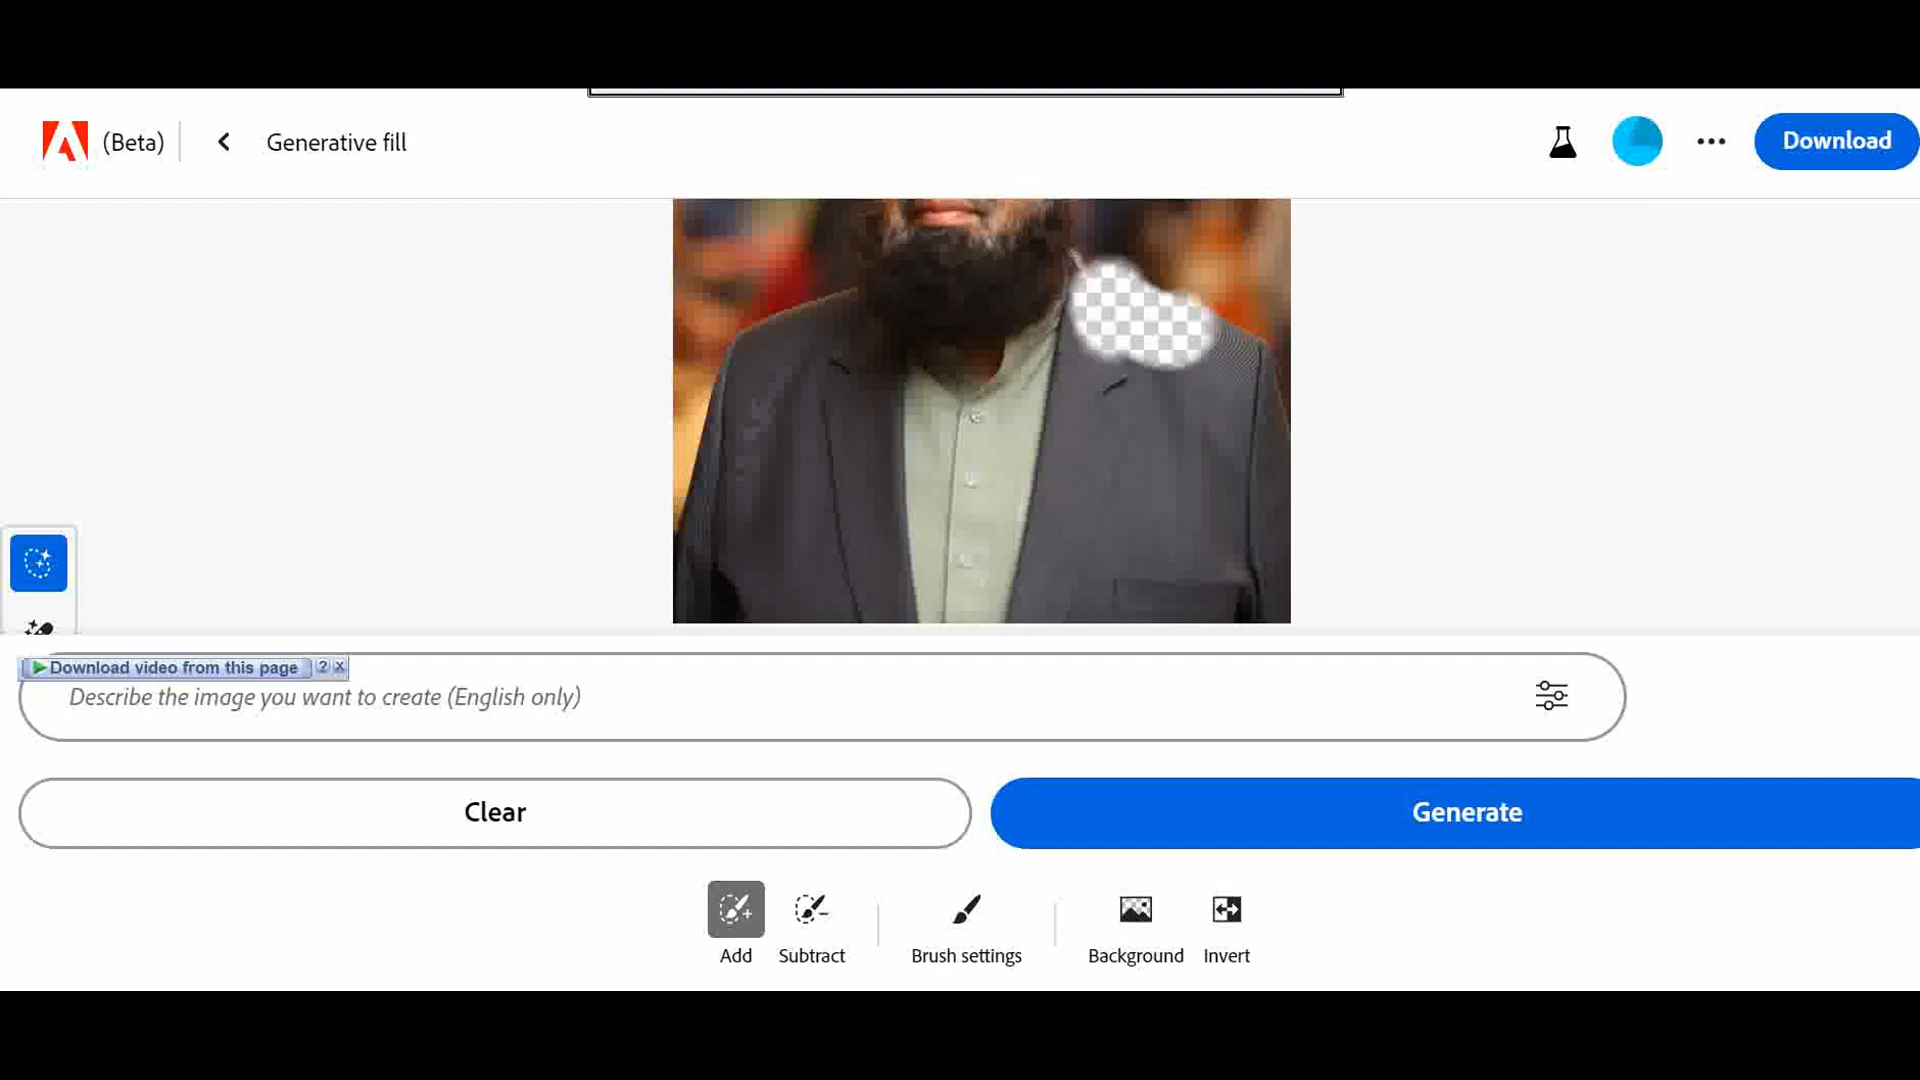 (Beta)
Generative fill
Download
Download video from this page ? x
Describe the image you want to create (English only)
Clear
Generate
Add
Subtract
Brush settings
Background
Invert